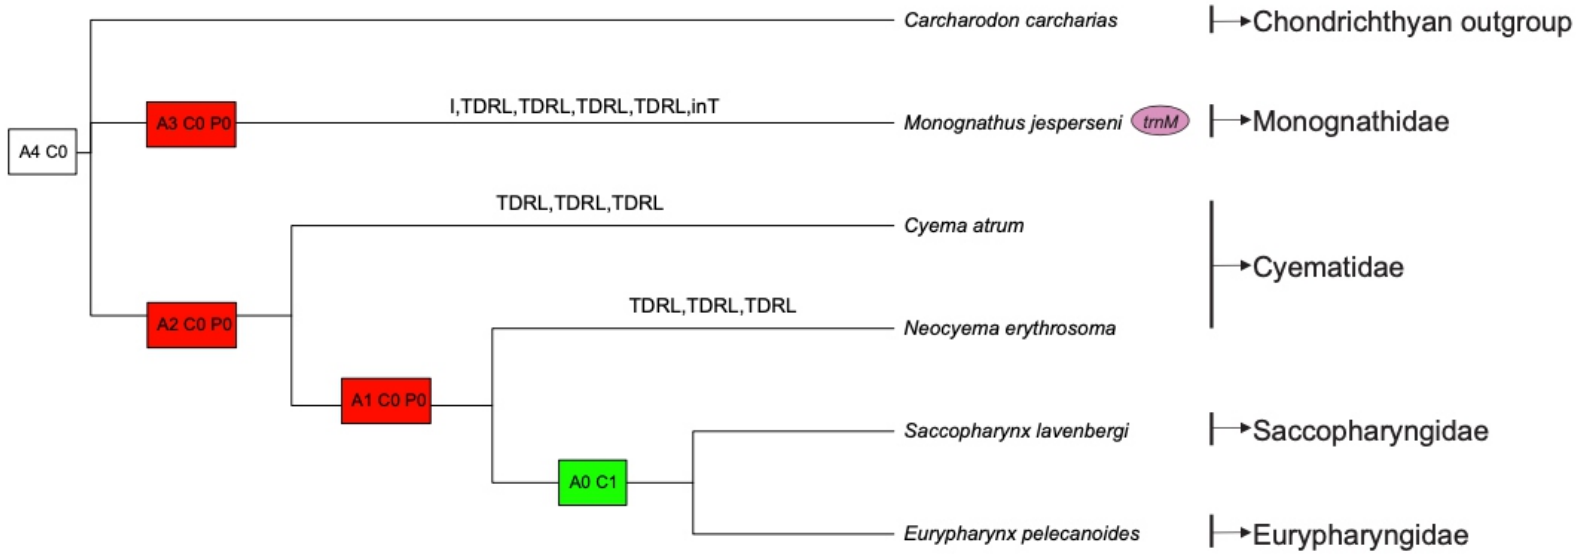 Carcharodon carcharias
Chondrichthyan outgroup
I,TDRL,TDRL,TDRL,TDRL,inT
A3 C0 P0
Monognathus jesperseni
trnM
Monognathidae
A4 C0
TDRL,TDRL,TDRL
Cyema atrum
Cyematidae
TDRL,TDRL,TDRL
A2 C0 P0
Neocyema erythrosoma
A1 C0 P0
Saccopharynx lavenbergi
Saccopharyngidae
A0 C1
Eurypharynx pelecanoides
Eurypharyngidae